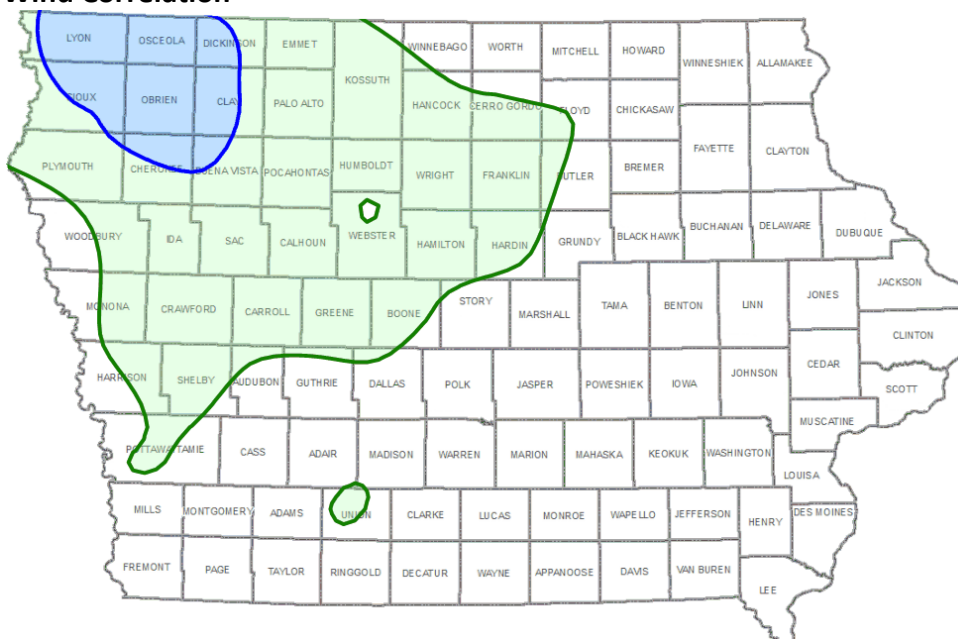 Wind Correlation
LYON OSCEOLA DICKINSON EMMET WINNEBAGO WORTH MITCHELL HOWARD WINNESHIEK ALLAMAKEE
KOSSUTH
SIOUX OBRIEN CLAY PALO ALTO HANCOCK CERRO GORDO FLOYD CHICKASAW
PLYMOUTH CHEROKEE BUENA VISTA POCAHONTAS HUMBOLDT WRIGHT FRANKLIN BUTLER BREMER FAYETTE CLAYTON
WOODBURY IDA SAC CALHOUN WEBSTER HAMILTON HARDIN GRUNDY BLACK HAWK BUCHANAN DELAWARE DUBUQUE
MONONA CRAWFORD CARROLL GREENE BOONE STORY MARSHALL TAMA BENTON LINN JONES JACKSON
CLINTON
HARRISON SHELBY AUDUBON GUTHRIE DALLAS POLK JASPER POWESHIEK IOWA JOHNSON CEDAR SCOTT
MUSCATINE
POTTAWATTAMIE CASS ADAIR MADISON WARREN MARION MAHASKA KEOKUK WASHINGTON LOUISA
MILLS MONTGOMERY ADAMS UNION CLARKE LUCAS MONROE WAPELLO JEFFERSON HENRY DES MOINES
FREMONT PAGE TAYLOR RINGGOLD DECATUR WAYNE APPANOOSE DAVIS VAN BUREN LEE